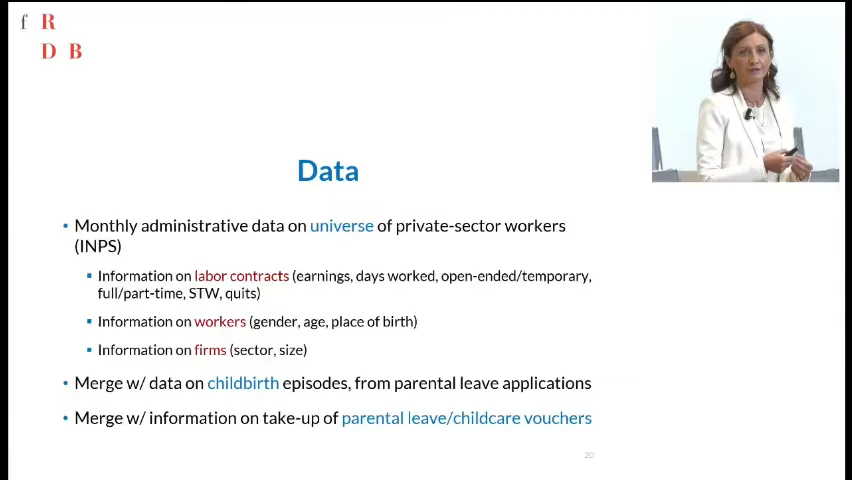 f R
D B
Data
• Monthly administrative data on universe of private-sector workers
(INPS)
▪ Information on labor contracts (earnings, days worked, open-ended/temporary,
full/part-time, STW, quits)
▪ Information on workers (gender, age, place of birth)
▪ Information on firms (sector, size)
• Merge w/ data on childbirth episodes, from parental leave applications
• Merge w/ information on take-up of parental leave/childcare vouchers
20